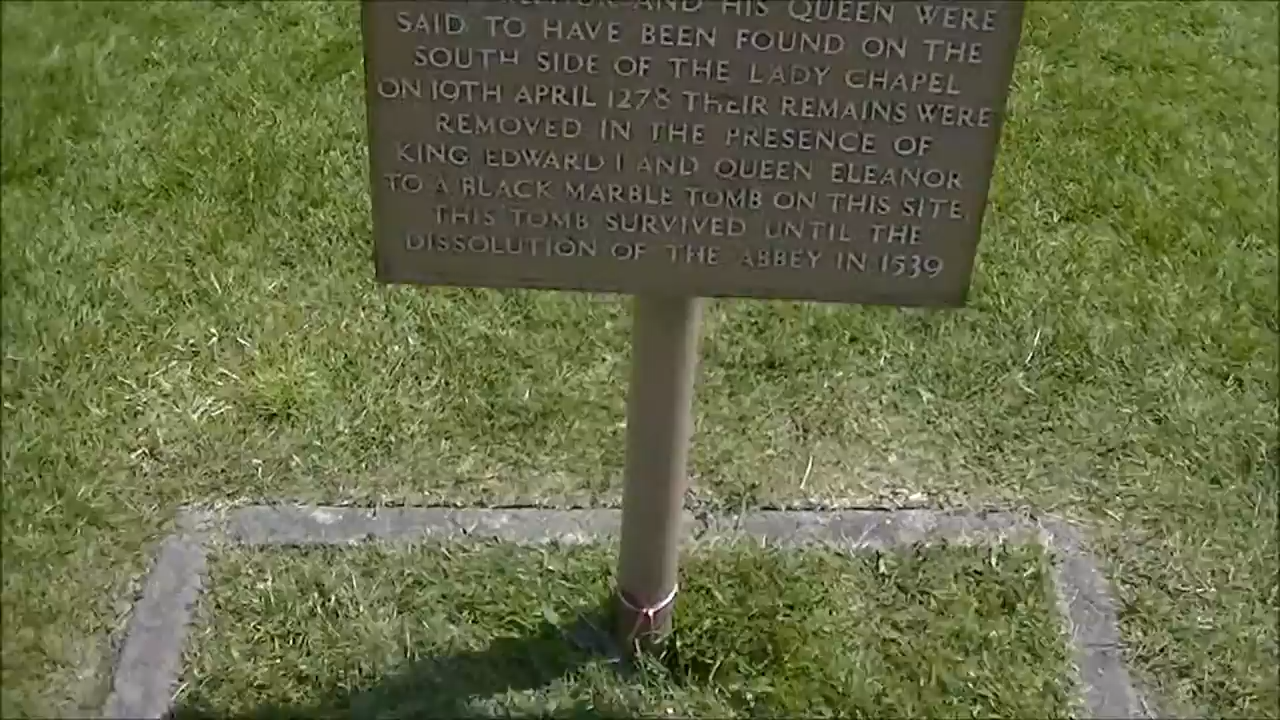 AND HIS QUEEN WERE
SAID TO HAVE BEEN FOUND ON THE
SOUTH SIDE OF THE LADY CHAPEL
ON 19TH APRIL 1278 THEIR REMAINS WERE
REMOVED IN THE PRESENCE OF
KING EDWARD I AND QUEEN ELEANOR
TO A BLACK MARBLE TOMB ON THIS SITE.
THIS TOMB SURVIVED UNTIL THE
DISSOLUTION OF THE ABBEY IN 1539